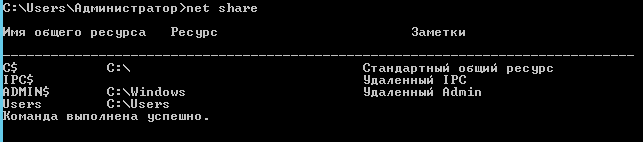 C:\Users\Администратор>net share
Имя общего ресурса Ресурс Заметки
-------------------------------------------------------------------------------
C$ C:\ Стандартный общий ресурс
IPC$ Удаленный IPC
ADMIN$ C:\Windows Удаленный Admin
Users C:\Users
Команда выполнена успешно.